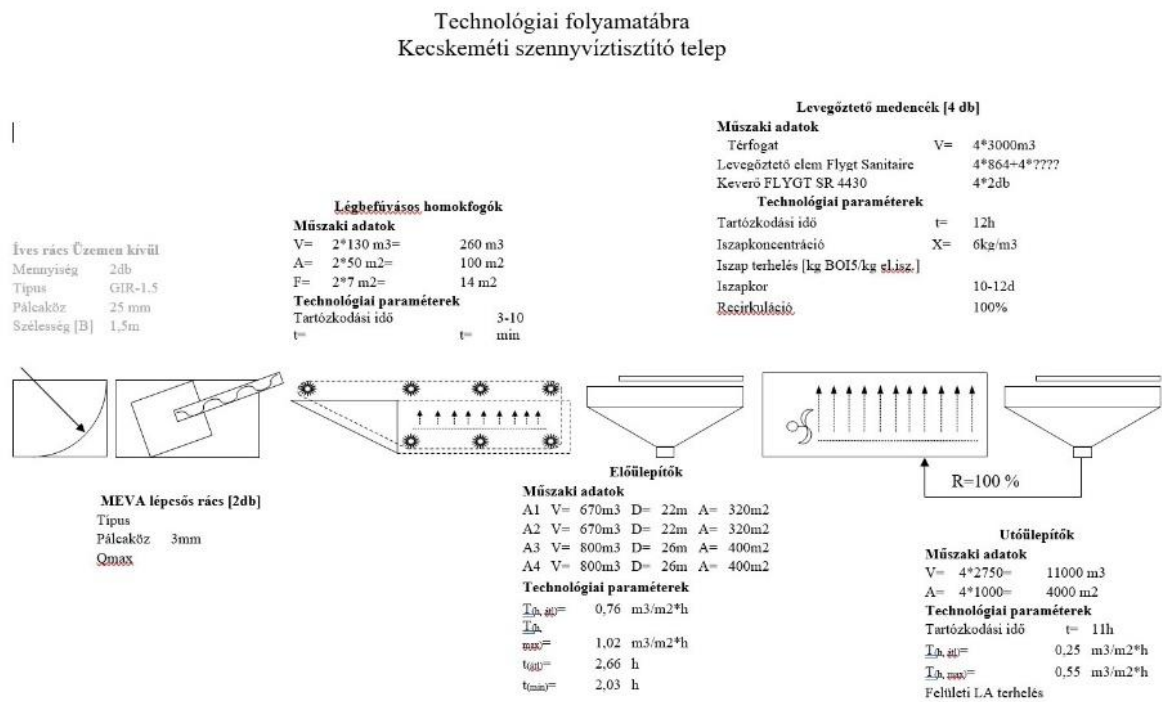 Technológiai folyamatábra
Kecskeméti szennyvíztisztító telep
Levegőztető medencék [4 db]
Műszaki adatok
Térfogat V= 4*3000m3
Levegőztető elem Flygt Sanitaire 4*864+4*????
Keverő FLYGT SR 4430 4*2db
Technológiai paraméterek
Tartózkodási idő t= 12h
Iszapkoncentráció X= 6kg/m3
Iszap terhelés [kg BOI5/kg el.isz.]
Iszapkor 10-12d
Recirkuláció 100%
Légbefúvásos homokfogók
Műszaki adatok
V= 2*130 m3= 260 m3
A= 2*50 m2= 100 m2
F= 2*7 m2= 14 m2
Technológiai paraméterek
Tartózkodási idő 3-10
t= t= min
Íves rács Üzemen kívül
Mennyiség 2db
Típus GIR-1.5
Pálcaköz 25 mm
Szélesség [B] 1,5m
R=100 %
MEVA lépcsős rács [2db]
Típus
Pálcaköz 3mm
Qmax
Előülepítők
Műszaki adatok
A1 V= 670m3 D= 22m A= 320m2
A2 V= 670m3 D= 22m A= 320m2
A3 V= 800m3 D= 26m A= 400m2
A4 V= 800m3 D= 26m A= 400m2
Technológiai paraméterek
T(h, átl)= 0,76 m3/m2*h
T(h,
max)= 1,02 m3/m2*h
t(átl)= 2,66 h
t(min)= 2,03 h
Utóülepítők
Műszaki adatok
V= 4*2750= 11000 m3
A= 4*1000= 4000 m2
Technológiai paraméterek
Tartózkodási idő t= 11h
T(h, átl)= 0,25 m3/m2*h
T(h, max)= 0,55 m3/m2*h
Felületi LA terhelés